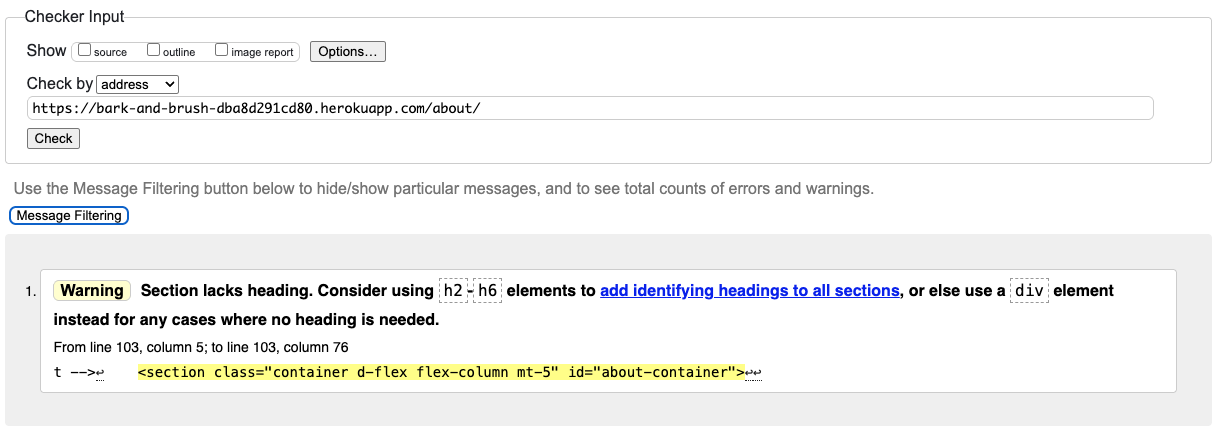 Checker Input
Show source outline image report Options...
Check by address
https://bark-and-brush-dba8d291cd80.herokuapp.com/about/
Check
Use the Message Filtering button below to hide/show particular messages, and to see total counts of errors and warnings.
Message Filtering
1. Warning Section lacks heading. Consider using h2-h6 elements to add identifying headings to all sections, or else use a div element
instead for any cases where no heading is needed.
From line 103, column 5; to line 103, column 76
t -->↩ <section class="container d-flex flex-column mt-5" id="about-container">↩↩